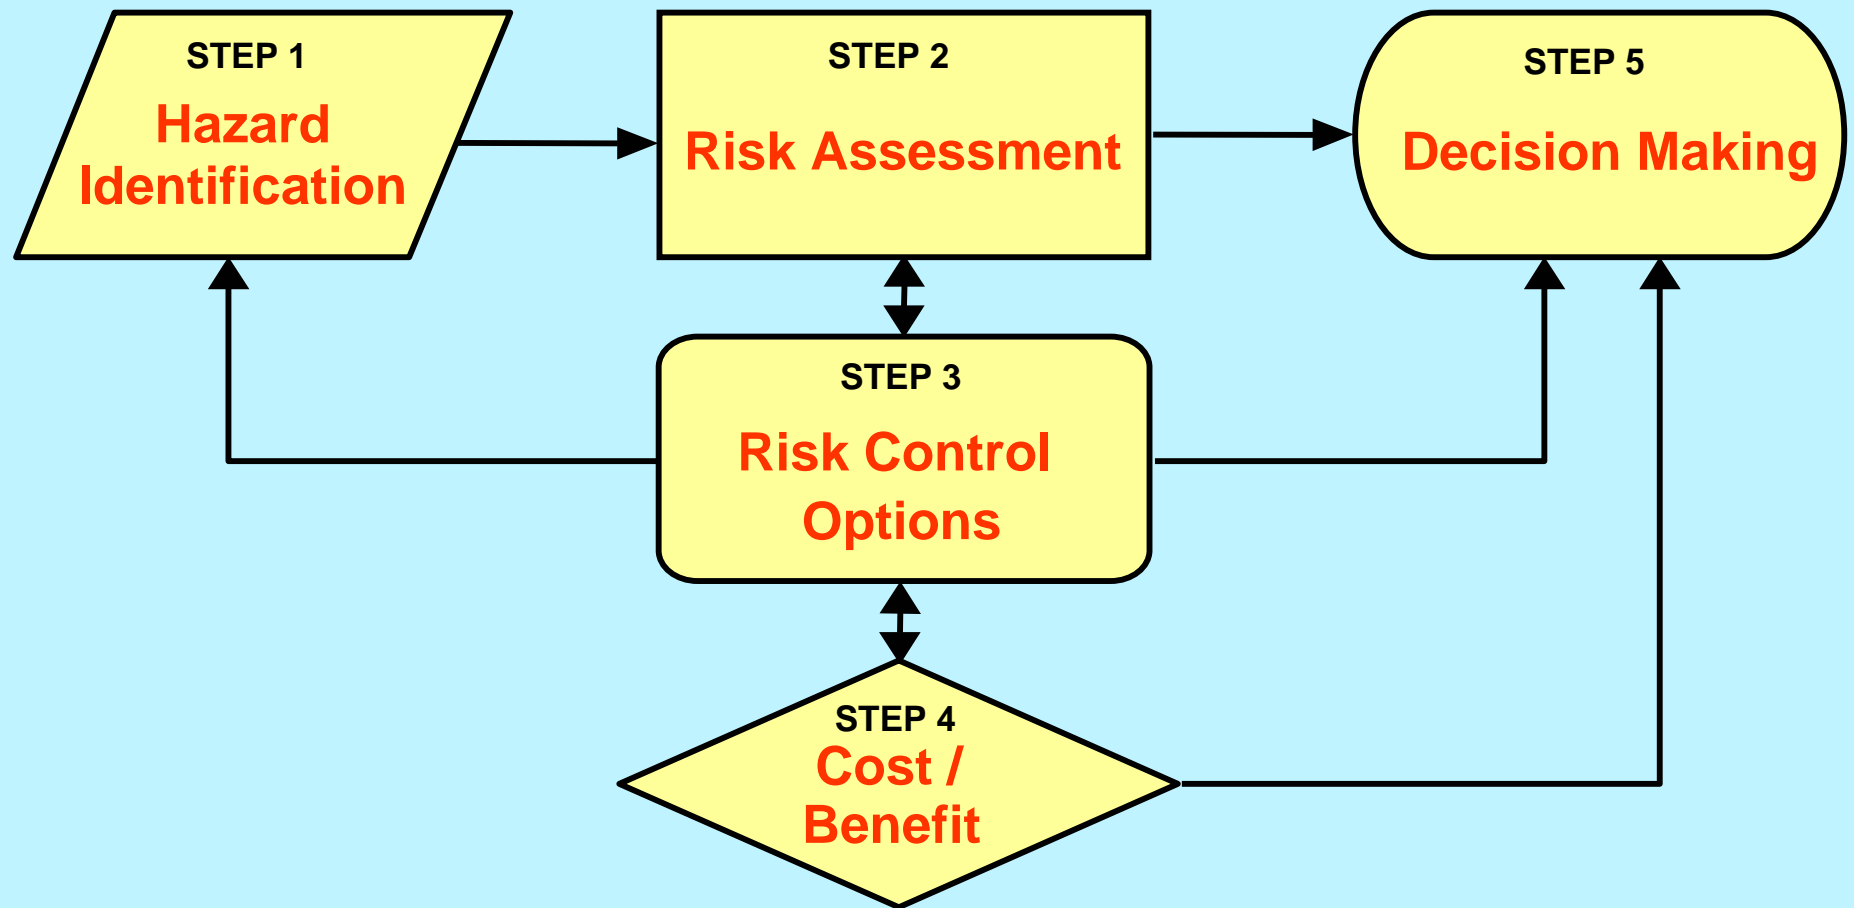 STEP 1
Hazard
Identification
STEP 2
Risk Assessment
STEP 5
Decision Making
STEP 3
Risk Control
Options
STEP 4
Cost /
Benefit